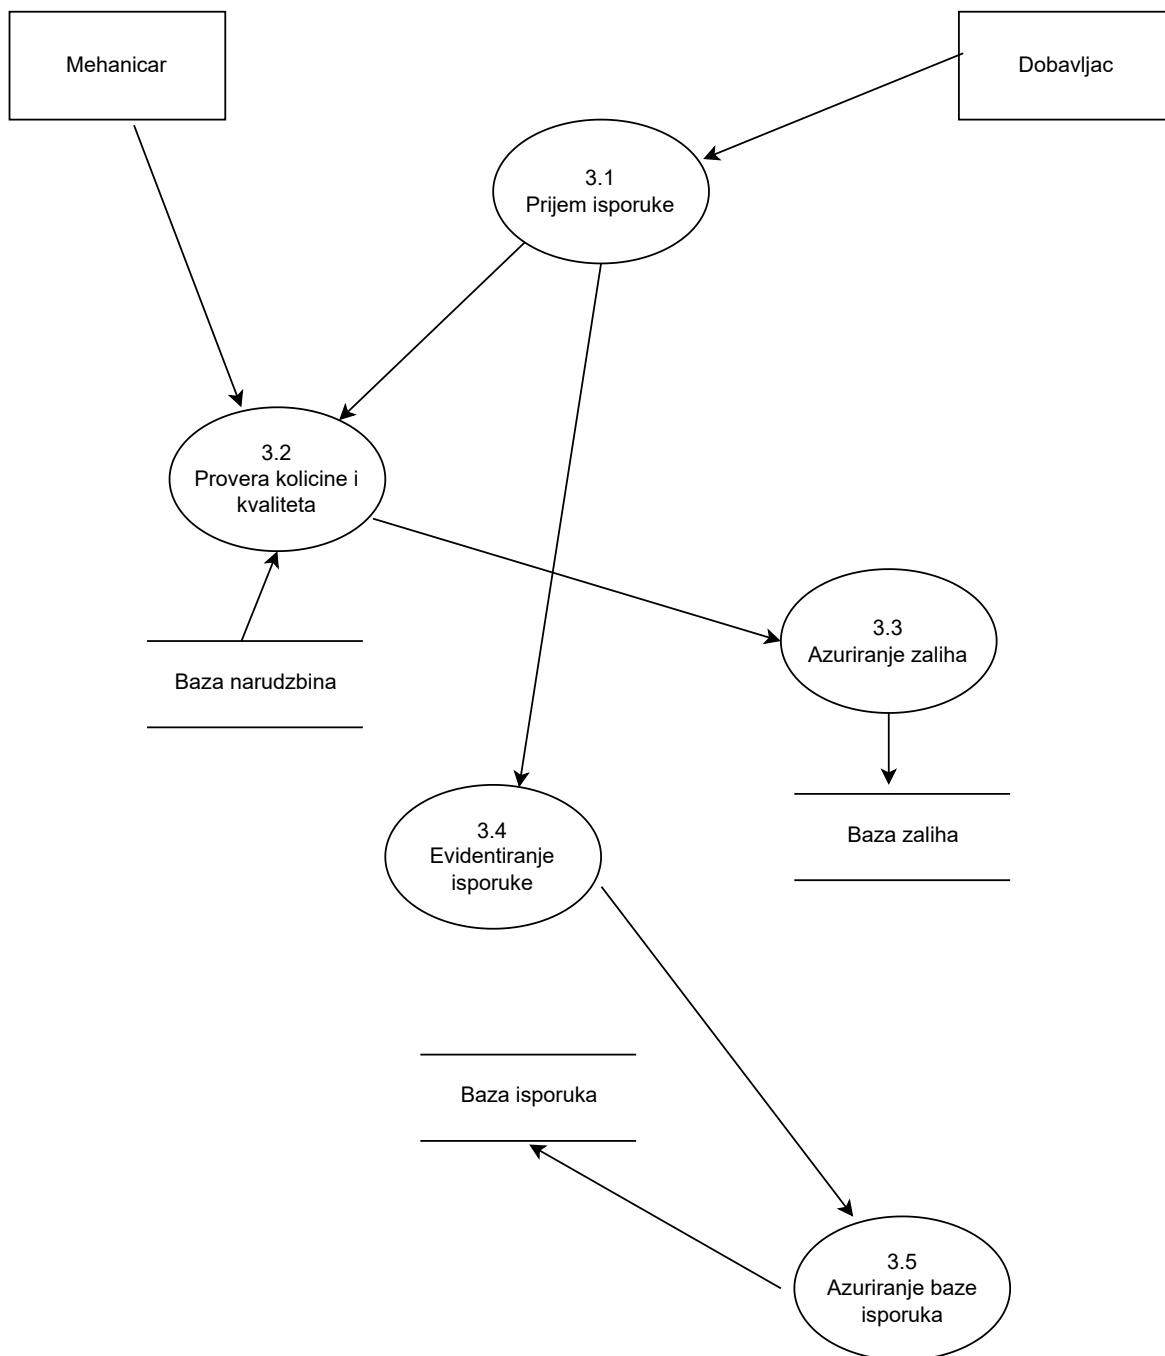 Mehanicar
Dobavljac
3.1
Prijem isporuke
3.2
Provera kolicine i
kvaliteta
3.3
Azuriranje zaliha
Baza narudzbina
3.4
Evidentiranje
isporuke
Baza zaliha
Baza isporuka
3.5
Azuriranje baze
isporuka